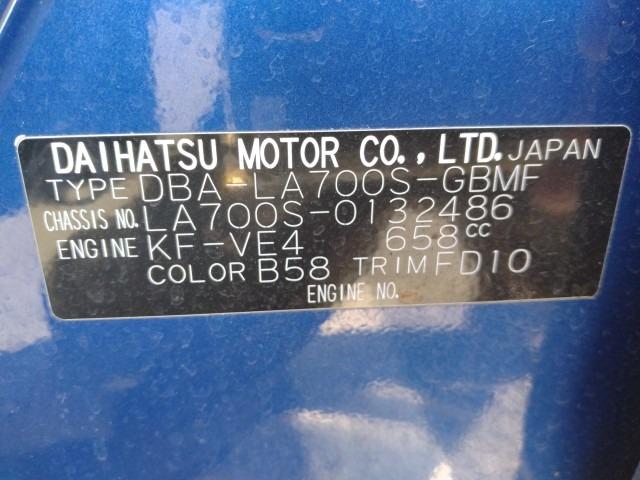 DAIHATSU MOTOR CO., LTD. JAPAN
TYPE DBA-LA700S-GBMF
CHASSIS NO. LA700S-0132486
ENGINE KF-VE4 658cc
COLOR B58 TRIM FD10
ENGINE NO.